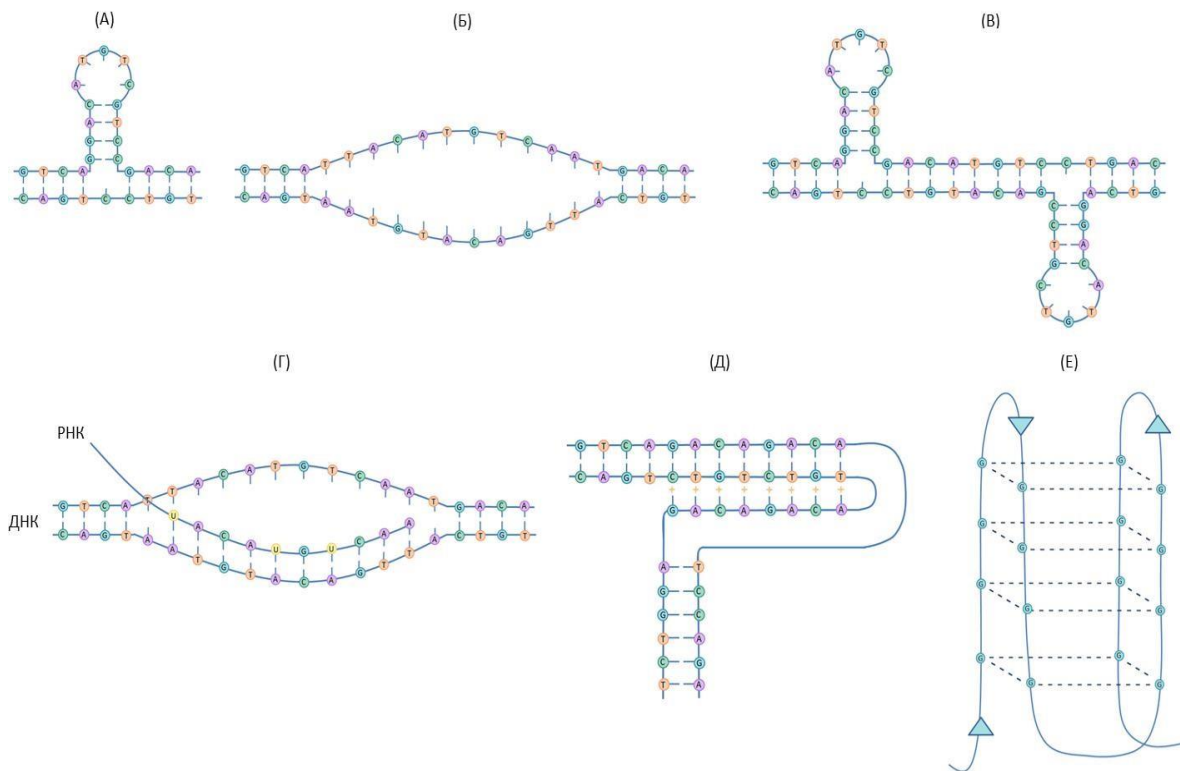 (А) (Б) (В)
T G T
A C
C G
A T
G C
G C
G T C A G A C A
C A G T C C T G T
G T C A T T A C A T G T C A A T G A C A
C A G T A A T G T A C A G T T A C T G T
T G T
A C
C G
A T
G C
G C
G T C A G A C A T G T C C T G A C
C A G T C C T G T A C A G A C T G
C G
C G
T A
G C
C A
T G T
(Г) (Д) (Е)
РНК
ДНК
G T C A T T A C A T G T C A A T G A C A
U A C A U G U C A A
C A G T A A T G T A C A G T T A C T G T
G T C A G A C A G A C A
C A G T C T G T C T G T
+ + + + + + + +
G A C A G A C A
A T
G C
G C
T A
C G
T A
G G
G G
G G
G G
G G
G G
G G
G G